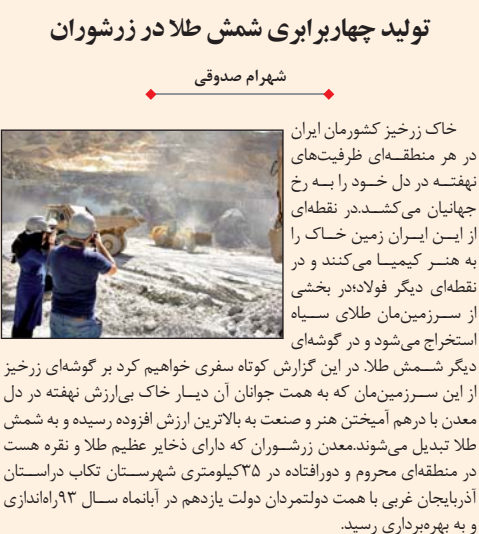 تولید چهاربرابری شمش طلا در زرشوران
شهرام صدوقی
خاک زرخیز کشورمان ایران
در هر منطقه‌ای ظرفیت‌های
نهفته در دل خود را به رخ
جهانیان می‌کشد.در نقطه‌ای
از این ایران زمین خاک را
به هنر کیمیا می‌کنند و در
نقطه‌ای دیگر فولاد؛در بخشی
از سرزمین‌مان طلای سیاه
استخراج می‌شود و در گوشه‌ای
دیگر شمش طلا. در این گزارش کوتاه سفری خواهیم کرد بر گوشه‌ای زرخیز
از این سرزمین‌مان که به همت جوانان آن دیار خاک بی‌ارزش نهفته در دل
معدن با درهم آمیختن هنر و صنعت به بالاترین ارزش افزوده رسیده و به شمش
طلا تبدیل می‌شوند.معدن زرشوران که دارای ذخایر عظیم طلا و نقره هست
در منطقه‌ای محروم و دورافتاده در ۳۵کیلومتری شهرستان تکاب دراستان
آذربایجان غربی با همت دولتمردان دولت یازدهم در آبانماه سال ۹۳راه‌اندازی
و به بهره‌برداری رسید.